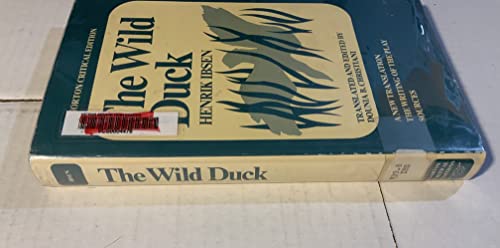 NORTON CRITICAL EDITION
The Wild
Duck
HENRIK IBSEN
TRANSLATED AND EDITED BY
DOUNIA B. CHRISTIANI
A NEW TRANSLATION
THE WRITING OF THE PLAY
SOURCES
IBSEN
The Wild Duck